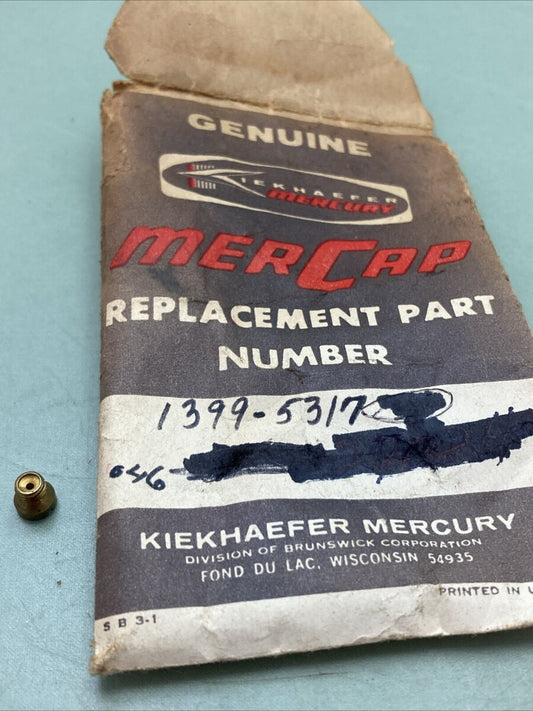 GENUINE
KIEKHAEFER
MERCURY
MERCAP
REPLACEMENT PART
NUMBER
1399-5317
046-
KIEKHAEFER MERCURY
DIVISION OF BRUNSWICK CORPORATION
FOND DU LAC, WISCONSIN 54935
PRINTED IN U
S B 3-1